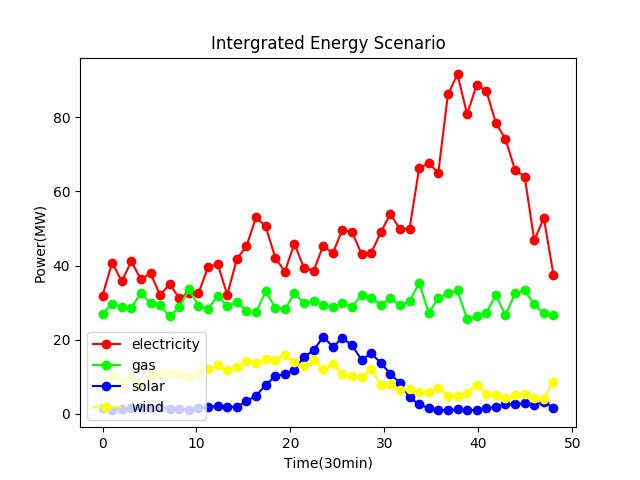 Intergrated Energy Scenario
Power(MW)
80
60
40
20
0
electricity
gas
solar
wind
0 10 20 30 40 50
Time(30min)